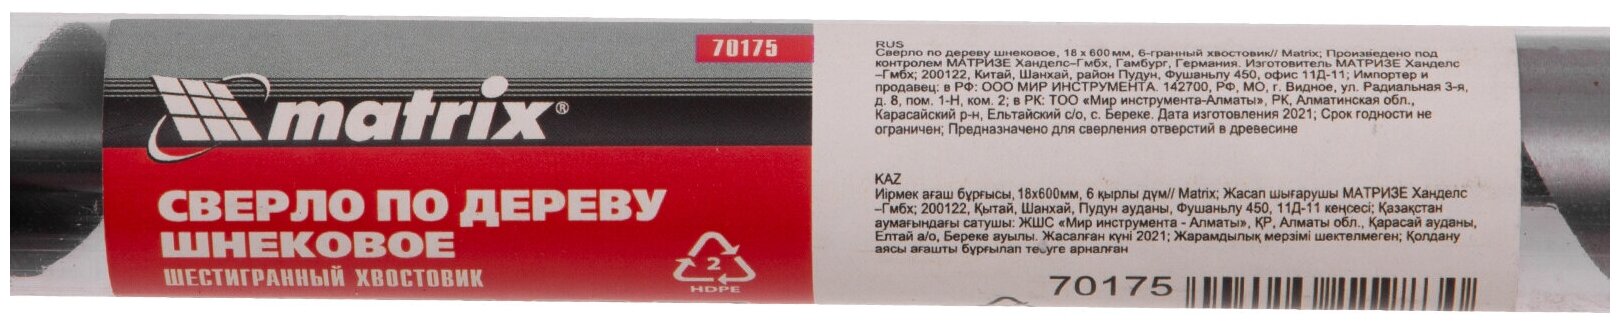 70175
matrix®
СВЕРЛО ПО ДЕРЕВУ
ШНЕКОВОЕ
ШЕСТИГРАННЫЙ ХВОСТОВИК
2
HDPE
RUS
Сверло по дереву шнековое, 18 х 600 мм, 6-гранный хвостовик// Matrix; Произведено под
контролем МАТРИЗЕ Ханделс–Гмбх, Гамбург, Германия. Изготовитель МАТРИЗЕ Ханделс
–Гмбх; 200122, Китай, Шанхай, район Пудун, Фушаньлу 450, офис 11Д-11; Импортер и
продавец: в РФ: ООО МИР ИНСТРУМЕНТА. 142700, РФ, МО, г. Видное, ул. Радиальная 3-я,
д. 8, пом. 1-Н, ком. 2; в РК: ТОО «Мир инструмента-Алматы», РК, Алматинская обл.,
Карасайский р-н, Ельтайский с/о, с. Береке. Дата изготовления 2021; Срок годности не
ограничен; Предназначено для сверления отверстий в древесине
KAZ
Иірмек ағаш бұрғысы, 18х600мм, 6 қырлы дүм// Matrix; Жасап шығарушы МАТРИЗЕ Ханделс
–Гмбх; 200122, Қытай, Шанхай, Пудун ауданы, Фушаньлу 450, 11Д-11 кеңсесі; Қазақстан
аумағындағы сатушы: ЖШС «Мир инструмента - Алматы», ҚР, Алматы обл., Қарасай ауданы,
Елтай а/о, Береке ауылы. Жасалған күні 2021; Жарамдылық мерзімі шектелмеген; Қолдану
аясы ағашты бұрғылап тесуге арналған
70175